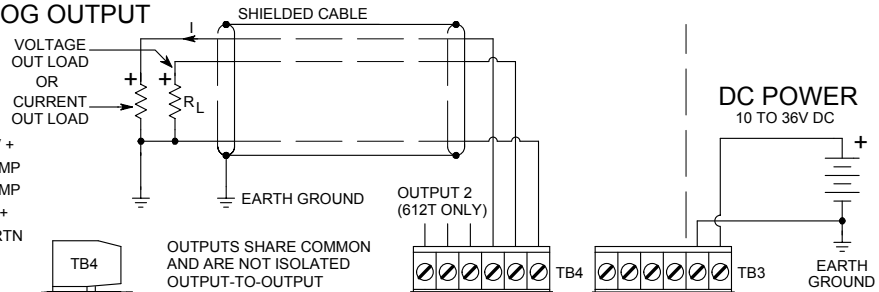 OG OUTPUT
SHIELDED CABLE
I
VOLTAGE
OUT LOAD
OR
CURRENT
OUT LOAD
+
+
RL
DC POWER
10 TO 36V DC
+
+
MP
MP
+
RTN
EARTH GROUND
OUTPUT 2
(612T ONLY)
TB4
OUTPUTS SHARE COMMON
AND ARE NOT ISOLATED
OUTPUT-TO-OUTPUT
TB4
TB3
EARTH
GROUND